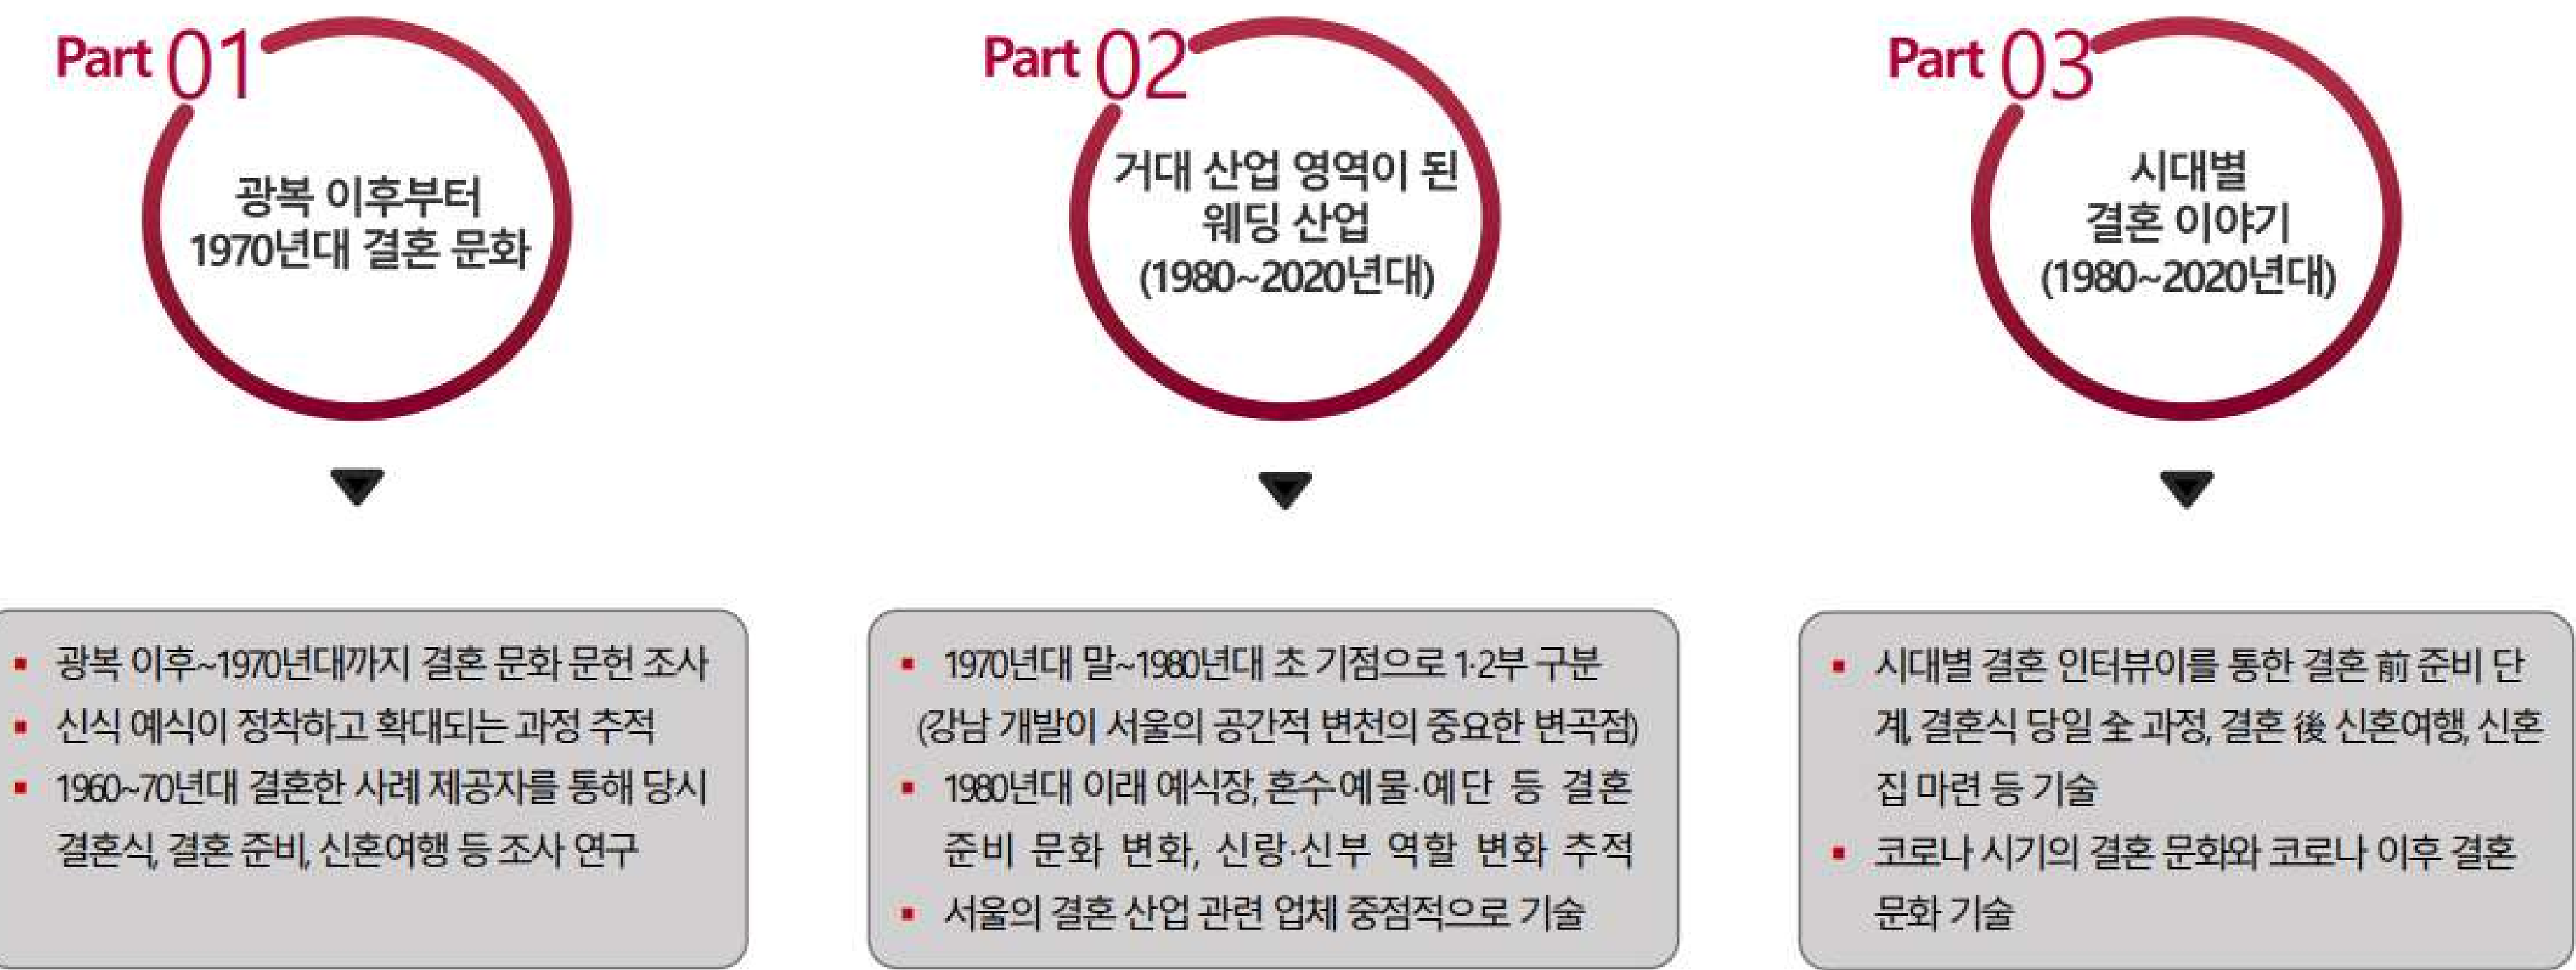 Part 01
광복 이후부터
1970년대 결혼 문화
▪ 광복 이후~1970년대까지 결혼 문화 문헌 조사
▪ 신식 예식이 정착하고 확대되는 과정 추적
▪ 1960~70년대 결혼한 사례 제공자를 통해 당시
결혼식, 결혼 준비, 신혼여행 등 조사 연구
Part 02
거대 산업 영역이 된
웨딩 산업
(1980~2020년대)
▪ 1970년대 말~1980년대 초 기점으로 1·2부 구분
(강남 개발이 서울의 공간적 변천의 중요한 변곡점)
▪ 1980년대 이래 예식장, 혼수·예물·예단 등 결혼
준비 문화 변화, 신랑·신부 역할 변화 추적
▪ 서울의 결혼 산업 관련 업체 중점적으로 기술
Part 03
시대별
결혼 이야기
(1980~2020년대)
▪ 시대별 결혼 인터뷰이를 통한 결혼 前 준비 단
계, 결혼식 당일 全 과정, 결혼 後 신혼여행, 신혼
집 마련 등 기술
▪ 코로나 시기의 결혼 문화와 코로나 이후 결혼
문화 기술